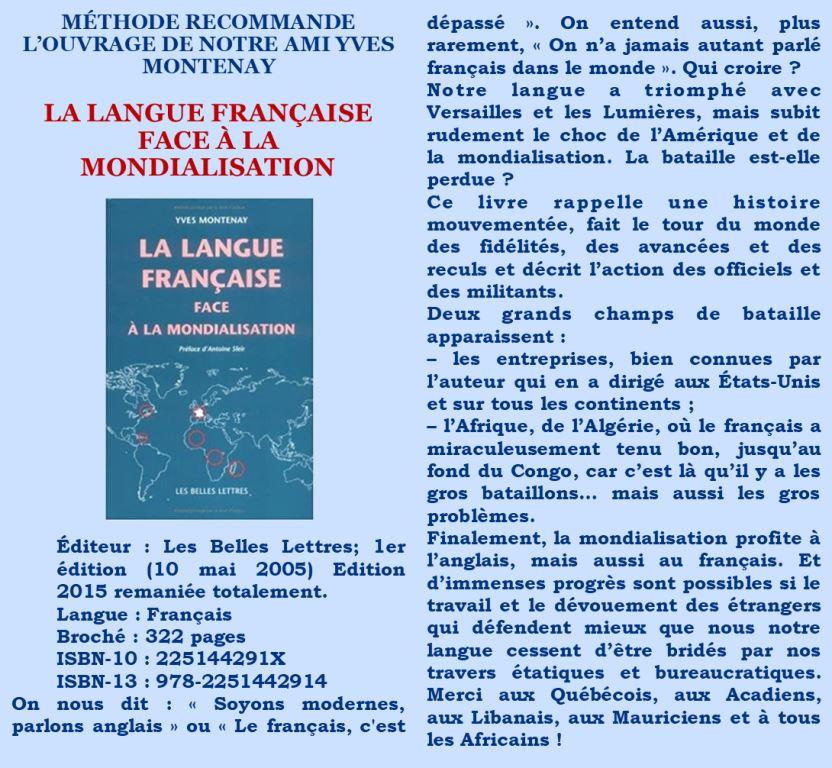 MÉTHODE RECOMMANDE
L'OUVRAGE DE NOTRE AMI YVES
MONTENAY
LA LANGUE FRANÇAISE
FACE À LA
MONDIALISATION
YVES MONTENAY
LA LANGUE
FRANÇAISE
FACE
À LA MONDIALISATION
Préface d'Antoine Sfeir
LES BELLES LETTRES
Éditeur : Les Belles Lettres; 1er
édition (10 mai 2005) Edition
2015 remaniée totalement.
Langue : Français
Broché : 322 pages
ISBN-10 : 225144291X
ISBN-13 : 978-2251442914
On nous dit : « Soyons modernes,
parlons anglais » ou « Le français, c'est
dépassé ». On entend aussi, plus
rarement, « On n'a jamais autant parlé
français dans le monde ». Qui croire ?
Notre langue a triomphé avec
Versailles et les Lumières, mais subit
rudement le choc de l'Amérique et de
la mondialisation. La bataille est-elle
perdue ?
Ce livre rappelle une histoire
mouvementée, fait le tour du monde
des fidélités, des avancées et des
reculs et décrit l'action des officiels et
des militants.
Deux grands champs de bataille
apparaissent :
– les entreprises, bien connues par
l'auteur qui en a dirigé aux États-Unis
et sur tous les continents ;
– l'Afrique, de l'Algérie, où le français a
miraculeusement tenu bon, jusqu'au
fond du Congo, car c'est là qu'il y a les
gros bataillons… mais aussi les gros
problèmes.
Finalement, la mondialisation profite à
l'anglais, mais aussi au français. Et
d'immenses progrès sont possibles si le
travail et le dévouement des étrangers
qui défendent mieux que nous notre
langue cessent d'être bridés par nos
travers étatiques et bureaucratiques.
Merci aux Québécois, aux Acadiens,
aux Libanais, aux Mauriciens et à tous
les Africains !